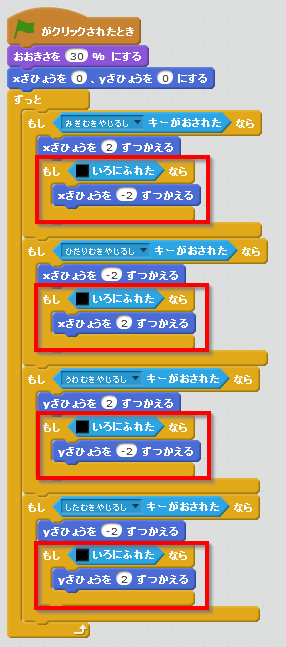 がクリックされたとき
おおきさを 30 % にする
xざひょうを 0 、yざひょうを 0 にする
ずっと
もし みぎむきやじるし キーがおされた なら
xざひょうを 2 ずつかえる
もし いろにふれた なら
xざひょうを -2 ずつかえる
もし ひだりむきやじるし キーがおされた なら
xざひょうを -2 ずつかえる
もし いろにふれた なら
xざひょうを 2 ずつかえる
もし うわむきやじるし キーがおされた なら
yざひょうを 2 ずつかえる
もし いろにふれた なら
yざひょうを -2 ずつかえる
もし したむきやじるし キーがおされた なら
yざひょうを -2 ずつかえる
もし いろにふれた なら
yざひょうを 2 ずつかえる